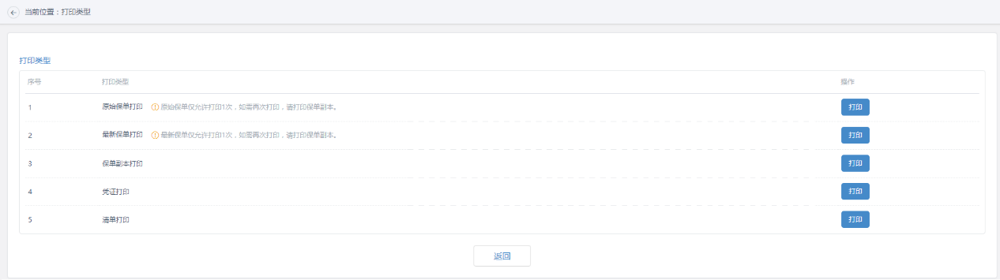 当前位置：打印类型
打印类型
序号 打印类型 操作
1 原始保单打印 原始保单仅允许打印1次，如需再次打印，请打印保单副本。 打印
2 最新保单打印 最新保单仅允许打印1次，如需再次打印，请打印保单副本。 打印
3 保单副本打印 打印
4 凭证打印 打印
5 清单打印 打印
返回